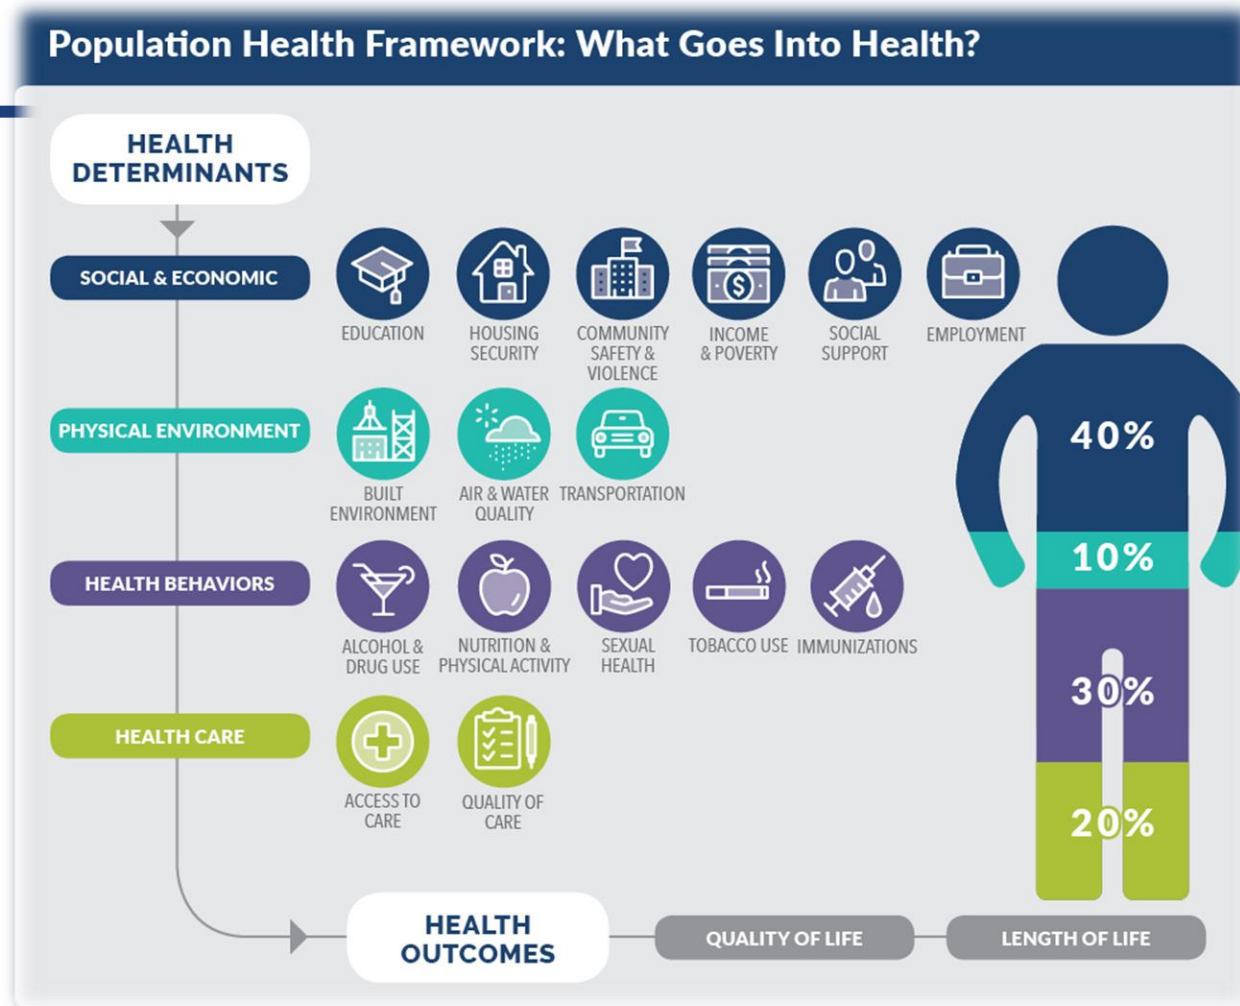 Population Health Framework: What Goes Into Health?
HEALTH
DETERMINANTS
SOCIAL & ECONOMIC
EDUCATION
HOUSING
SECURITY
COMMUNITY
SAFETY &
VIOLENCE
INCOME
& POVERTY
SOCIAL
SUPPORT
EMPLOYMENT
40%
PHYSICAL ENVIRONMENT
BUILT
ENVIRONMENT
AIR & WATER
QUALITY
TRANSPORTATION
10%
HEALTH BEHAVIORS
ALCOHOL &
DRUG USE
NUTRITION &
PHYSICAL ACTIVITY
SEXUAL
HEALTH
TOBACCO USE
IMMUNIZATIONS
30%
HEALTH CARE
ACCESS TO
CARE
QUALITY OF
CARE
20%
HEALTH
OUTCOMES
QUALITY OF LIFE
LENGTH OF LIFE